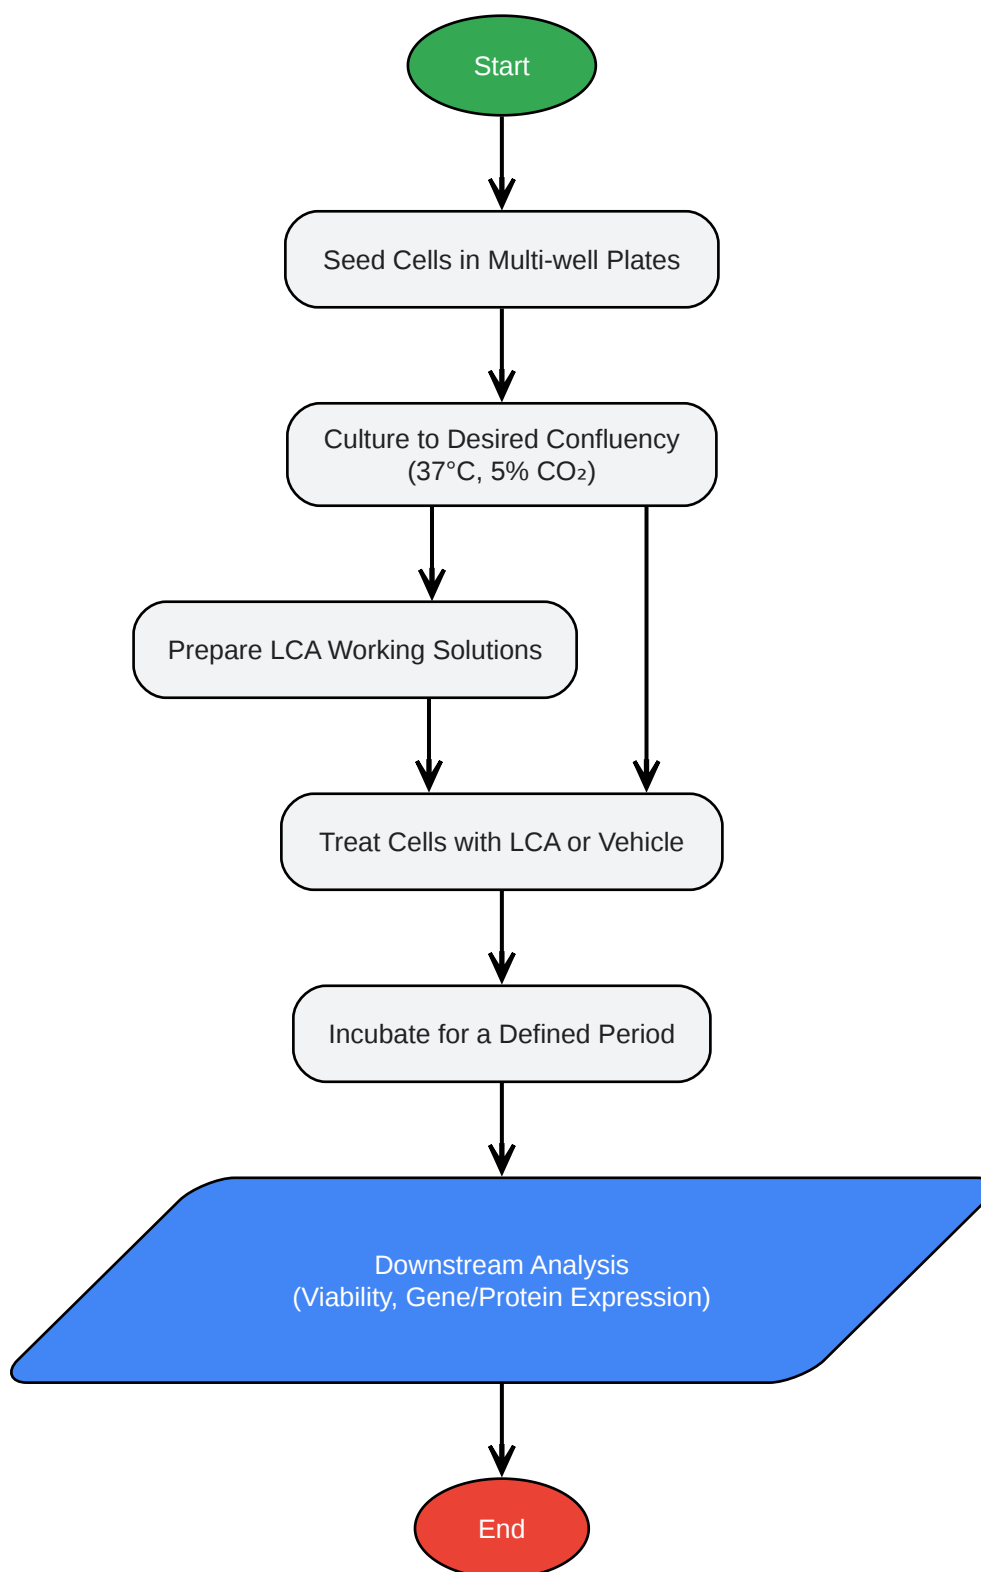 Start
Seed Cells in Multi-well Plates
Culture to Desired Confluency
(37°C, 5% CO₂)
Prepare LCA Working Solutions
Treat Cells with LCA or Vehicle
Incubate for a Defined Period
Downstream Analysis
(Viability, Gene/Protein Expression)
End